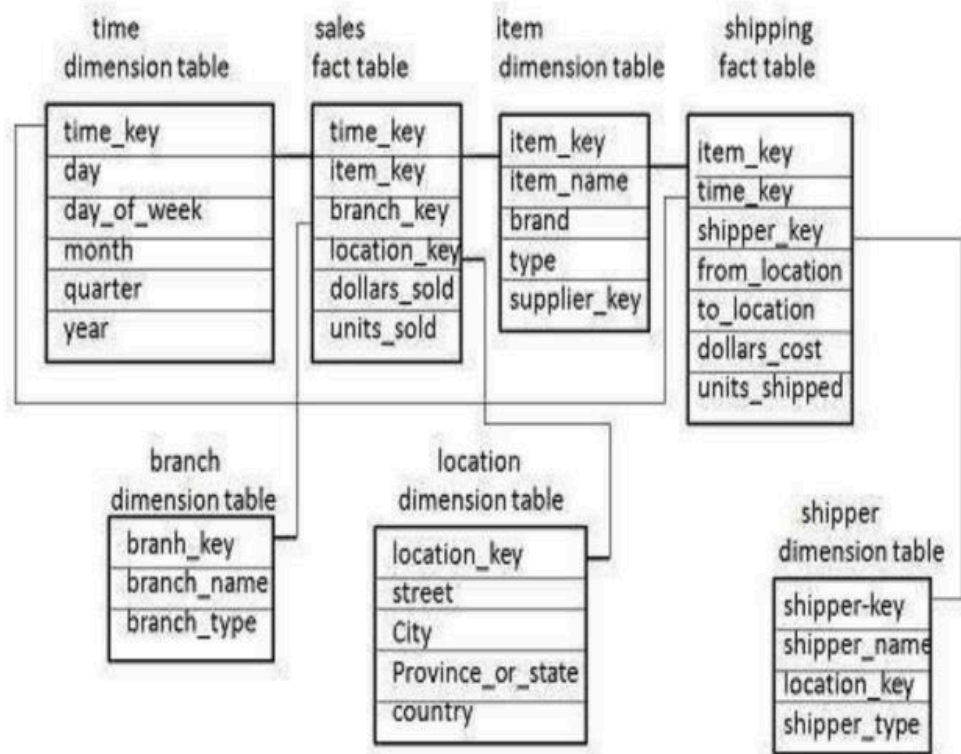 time
dimension table
time_key
day
day_of_week
month
quarter
year
sales
fact table
time_key
item_key
branch_key
location_key
dollars_sold
units_sold
item
dimension table
item_key
item_name
brand
type
supplier_key
shipping
fact table
item_key
time_key
shipper_key
from_location
to_location
dollars_cost
units_shipped
branch
dimension table
branh_key
branch_name
branch_type
location
dimension table
location_key
street
City
Province_or_state
country
shipper
dimension table
shipper-key
shipper_name
location_key
shipper_type